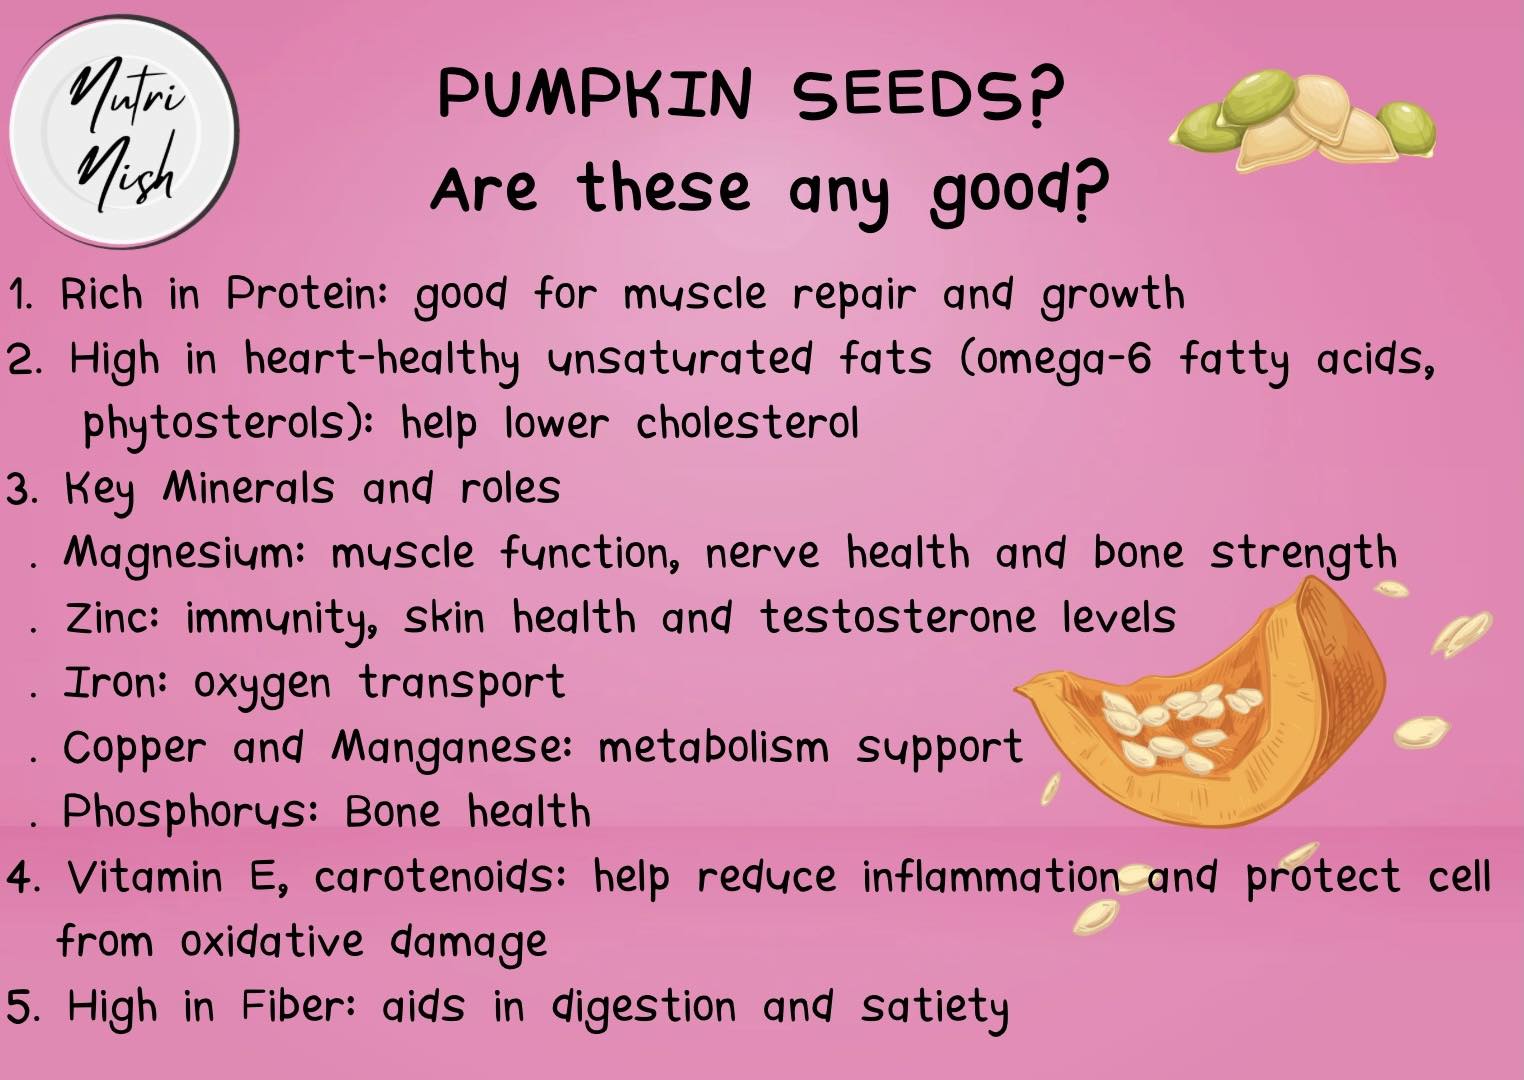 Nutri
Nish
PUMPKIN SEEDS?
Are these any good?
1. Rich in Protein: good for muscle repair and growth
2. High in heart-healthy unsaturated fats (omega-6 fatty acids,
phytosterols): help lower cholesterol
3. Key Minerals and roles
. Magnesium: muscle function, nerve health and bone strength
. Zinc: immunity, skin health and testosterone levels
. Iron: oxygen transport
. Copper and Manganese: metabolism support
. Phosphorus: Bone health
4. Vitamin E, carotenoids: help reduce inflammation and protect cell
from oxidative damage
5. High in Fiber: aids in digestion and satiety